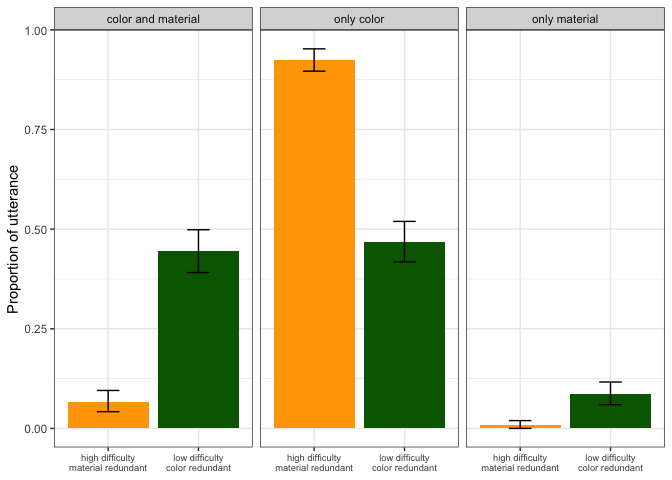 color and material
only color
only material
Proportion of utterance
1.00
0.75
0.50
0.25
0.00
high difficulty
material redundant
low difficulty
color redundant
high difficulty
material redundant
low difficulty
color redundant
high difficulty
material redundant
low difficulty
color redundant